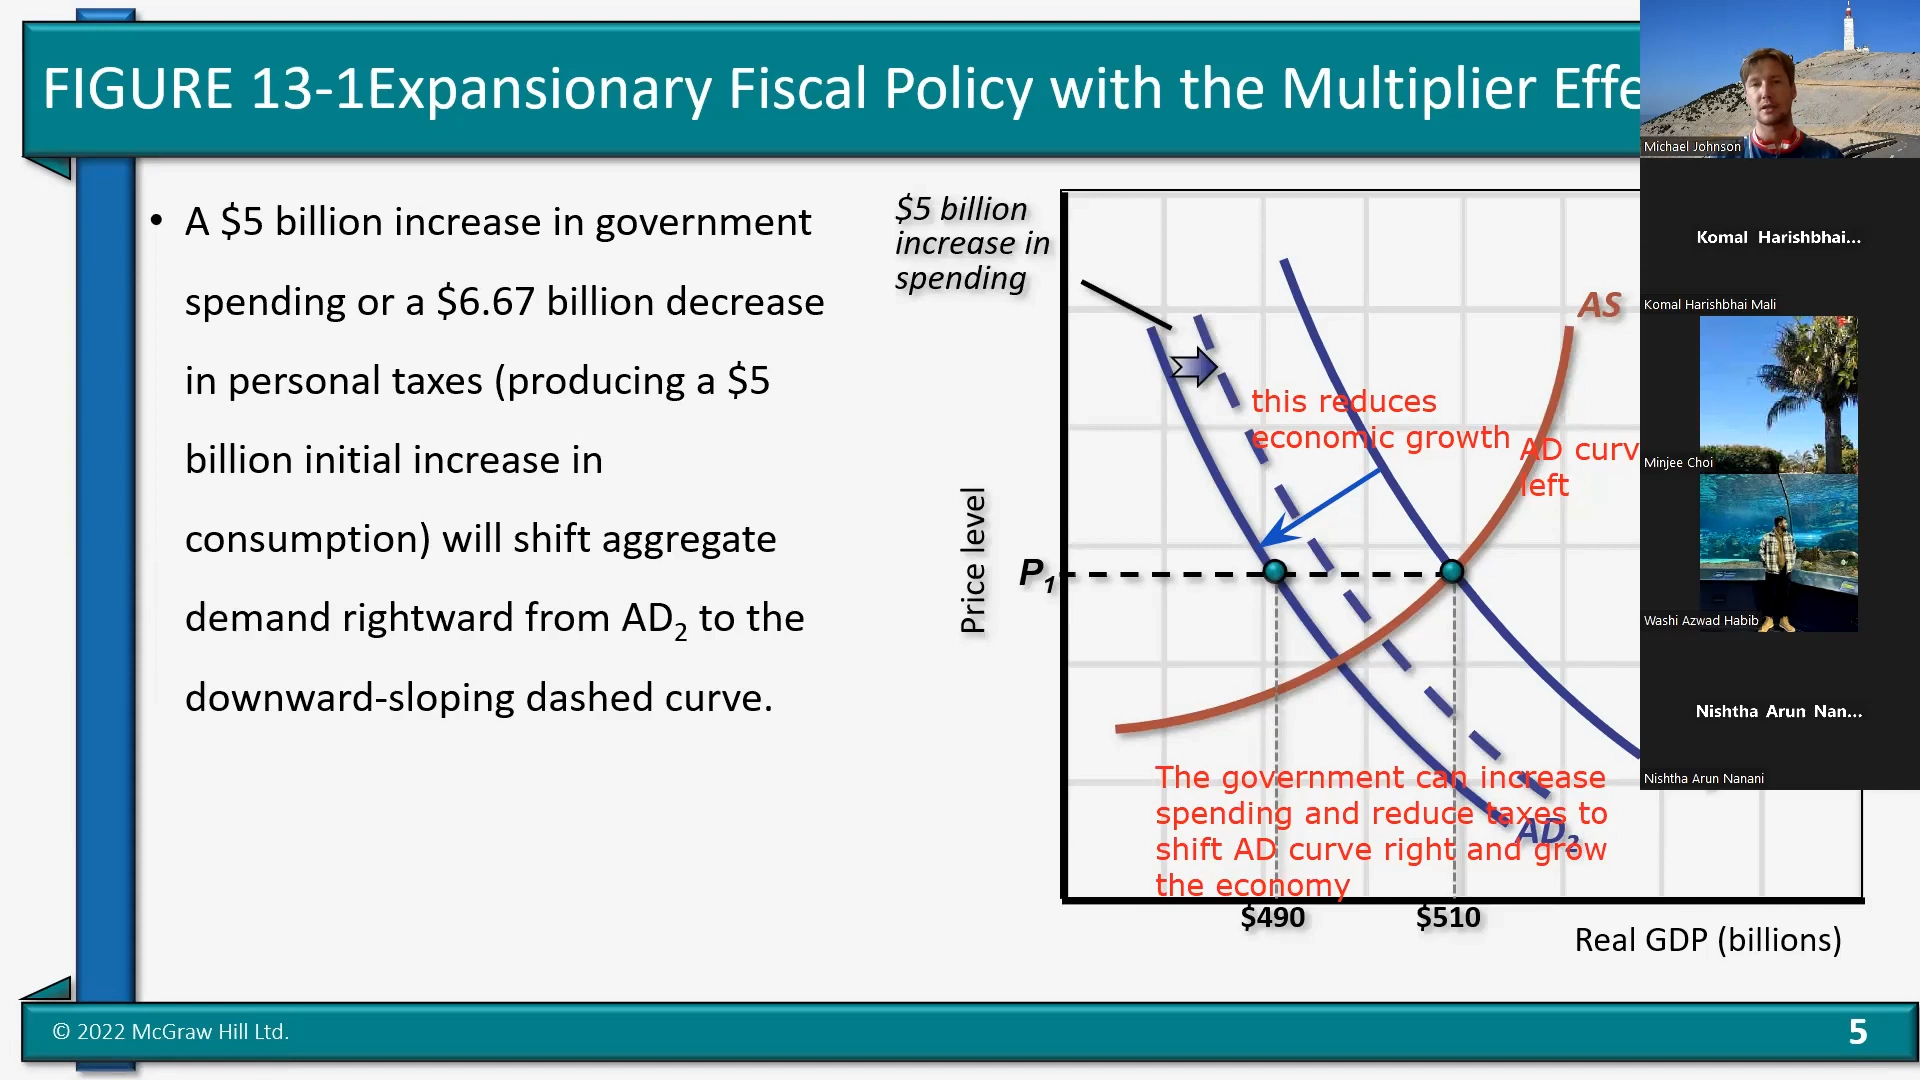 FIGURE 13-1Expansionary Fiscal Policy with the Multiplier Effe
• A $5 billion increase in government
spending or a $6.67 billion decrease
in personal taxes (producing a $5
billion initial increase in
consumption) will shift aggregate
demand rightward from AD2 to the
downward-sloping dashed curve.
$5 billion
increase in
spending
AS
this reduces
economic growth
AD curv
left
Price level
P1
The government can increase
spending and reduce taxes to
shift AD curve right and grow
the economy
AD2
$490
$510
Real GDP (billions)
Michael Johnson
Komal Harishbhai...
Komal Harishbhai Mali
Minjee Choi
Washi Azwad Habib
Nishtha Arun Nan...
Nishtha Arun Nanani
© 2022 McGraw Hill Ltd.
5